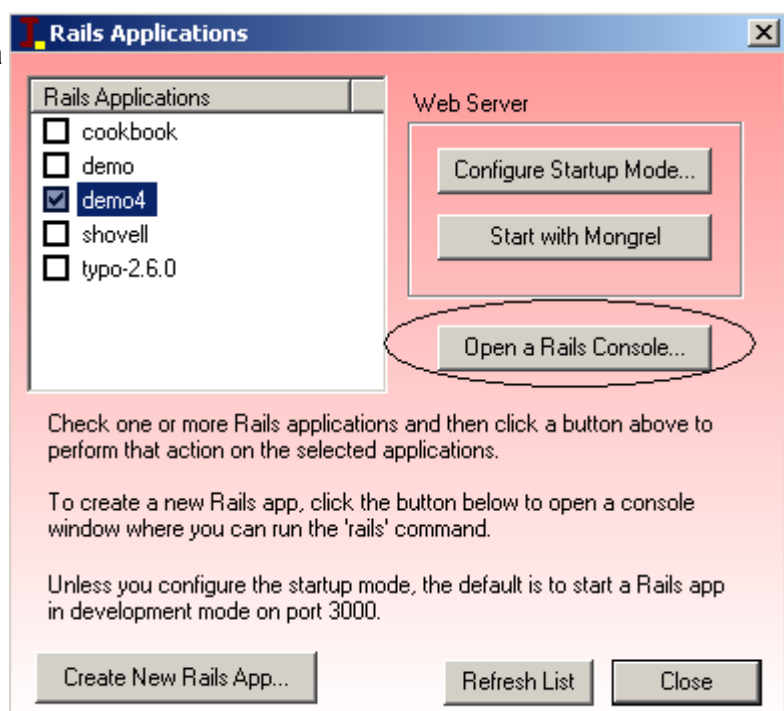 Rails Applications
Rails Applications
Web Server
cookbook
demo
demo4
shovell
typo-2.6.0
Configure Startup Mode...
Start with Mongrel
Open a Rails Console...
Check one or more Rails applications and then click a button above to
perform that action on the selected applications.
To create a new Rails app, click the button below to open a console
window where you can run the 'rails' command.
Unless you configure the startup mode, the default is to start a Rails app
in development mode on port 3000.
Create New Rails App...
Refresh List
Close